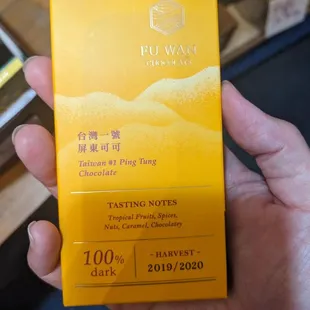 FU WAN
CHOCOLATE
台灣一號
屏東可可
Taiwan #1 Ping Tung
Chocolate
TASTING NOTES
Tropical Fruits, Spices,
Nuts, Caramel, Chocolatey
100%
dark
- HARVEST -
2019/2020